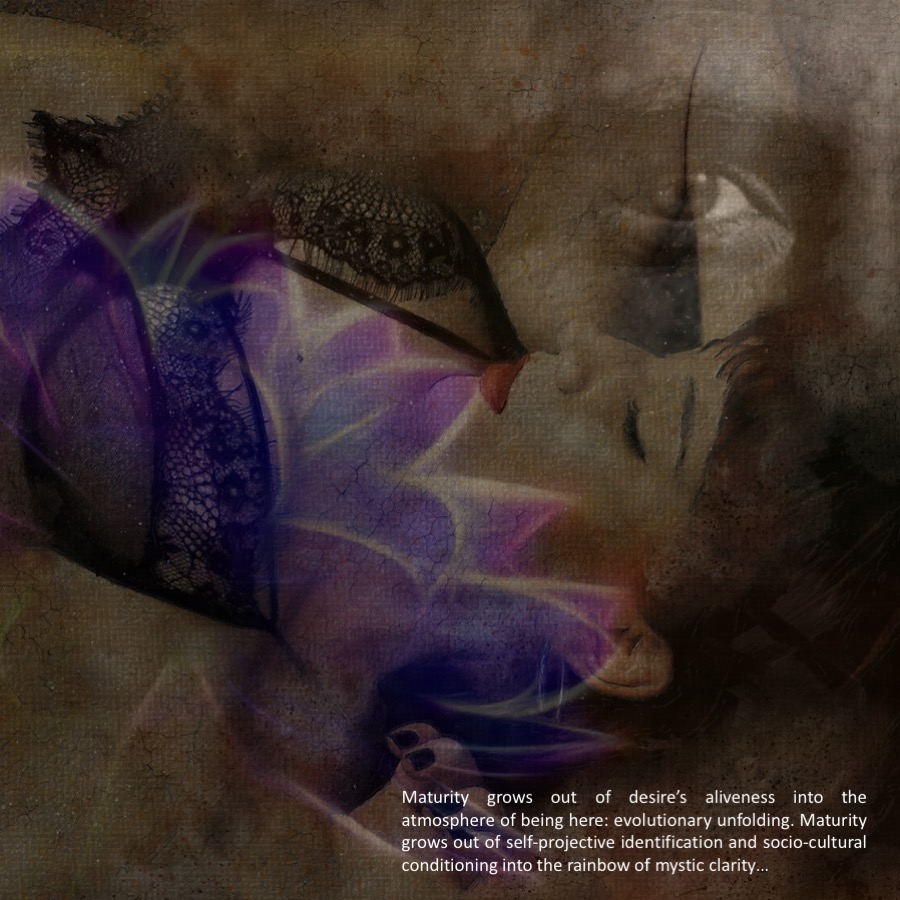 Maturity grows out of desire’s aliveness into the
atmosphere of being here: evolutionary unfolding. Maturity
grows out of self-projective identification and socio-cultural
conditioning into the rainbow of mystic clarity...